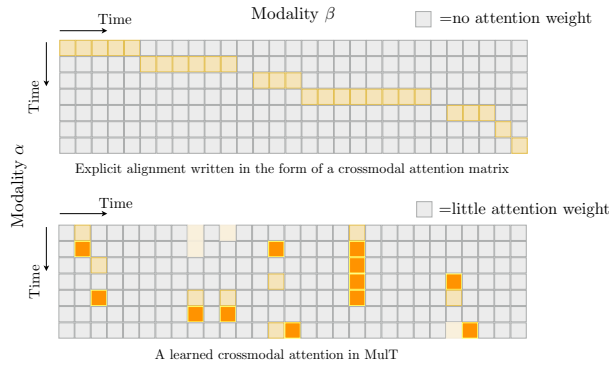 Modality β
Time
=no attention weight
Time
Explicit alignment written in the form of a crossmodal attention matrix
Modality α
Time
=little attention weight
Time
A learned crossmodal attention in MulT